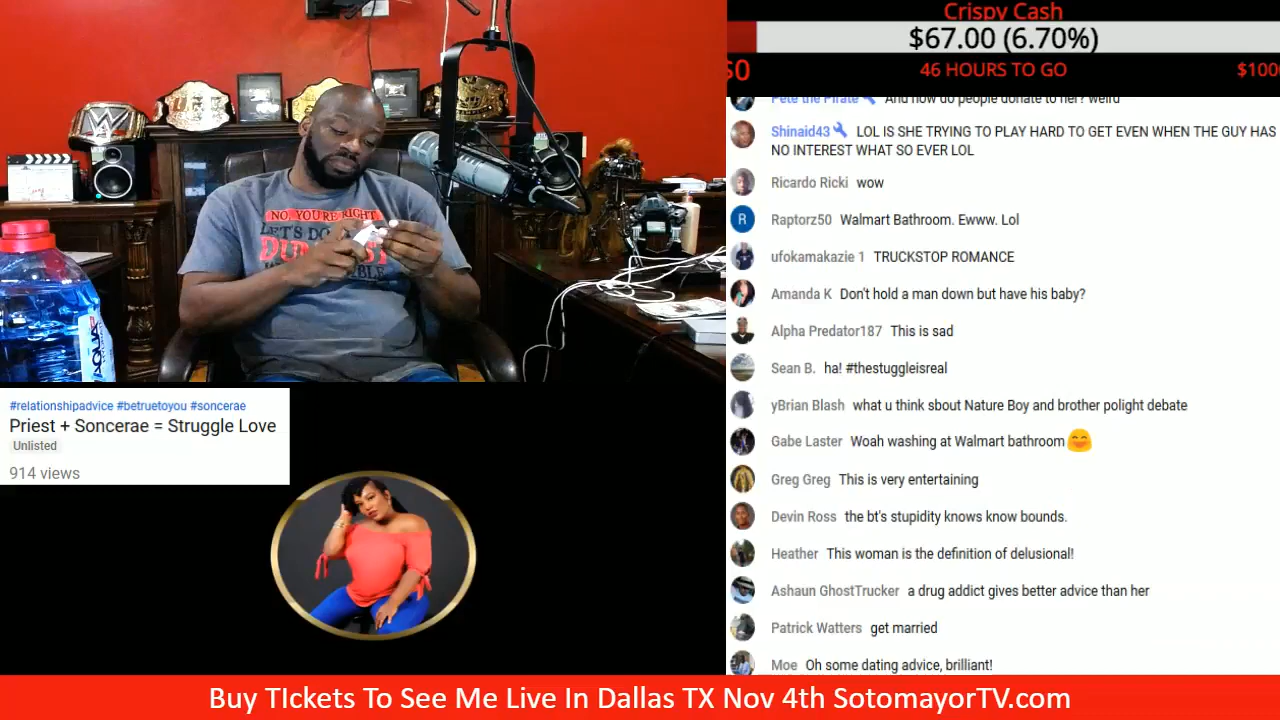 Crispy Cash
$67.00 (6.70%)
$0
46 HOURS TO GO
$100
Pete the Pirate And how do people donate to her? weird
Shinaid43 LOL IS SHE TRYING TO PLAY HARD TO GET EVEN WHEN THE GUY HAS
NO INTEREST WHAT SO EVER LOL
Ricardo Ricki wow
R
Raptorz50 Walmart Bathroom. Ewww. Lol
ufokamakazie 1 TRUCKSTOP ROMANCE
Amanda K Don't hold a man down but have his baby?
Alpha Predator187 This is sad
Sean B. ha! #thestuggleisreal
yBrian Blash what u think sbout Nature Boy and brother polight debate
Gabe Laster Woah washing at Walmart bathroom
Greg Greg This is very entertaining
Devin Ross the bt's stupidity knows know bounds.
Heather This woman is the definition of delusional!
Ashaun GhostTrucker a drug addict gives better advice than her
Patrick Watters get married
Moe Oh some dating advice, brilliant!
NO, YOU'RE RIGHT
LET'S DO
#relationshipadvice #betruetoyou #soncerae
Priest + Soncerae = Struggle Love
Unlisted
914 views
Buy TIckets To See Me Live In Dallas TX Nov 4th SotomayorTV.com